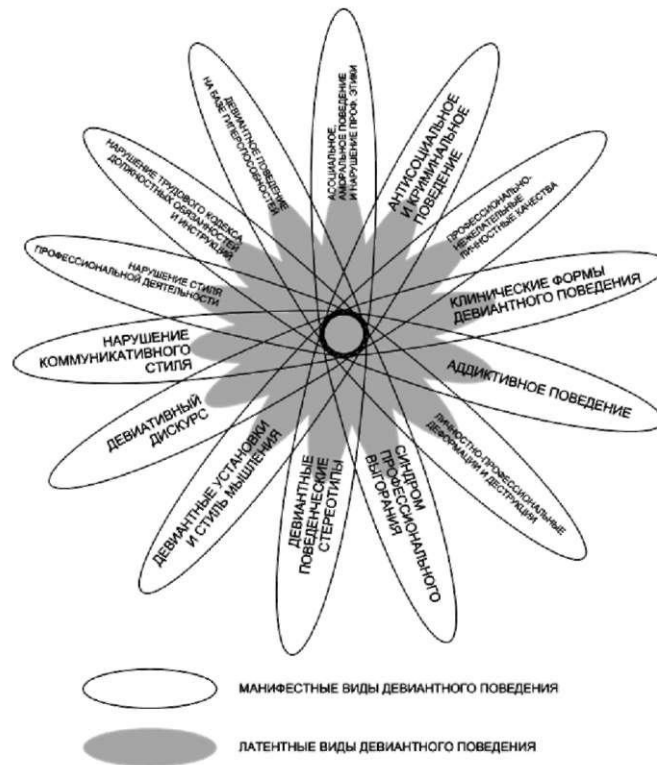 АСОЦИАЛЬНОЕ,
АМОРАЛЬНОЕ ПОВЕДЕНИЕ
И НАРУШЕНИЕ ПРОФ. ЭТИКИ
АНТИСОЦИАЛЬНОЕ
И КРИМИНАЛЬНОЕ
ПОВЕДЕНИЕ
ПРОФЕССИОНАЛЬНО-
НЕЖЕЛАТЕЛЬНЫЕ
ЛИЧНОСТНЫЕ КАЧЕСТВА
КЛИНИЧЕСКИЕ ФОРМЫ
ДЕВИАНТНОГО ПОВЕДЕНИЯ
АДДИКТИВНОЕ ПОВЕДЕНИЕ
ЛИЧНОСТНО-ПРОФЕССИОНАЛЬНЫЕ
ДЕФОРМАЦИИ И ДЕСТРУКЦИИ
СИНДРОМ
ПРОФЕССИОНАЛЬНОГО
ВЫГОРАНИЯ
ДЕВИАНТНЫЕ
ПОВЕДЕНЧЕСКИЕ
СТЕРЕОТИПЫ
ДЕВИАНТНЫЕ УСТАНОВКИ
И СТИЛЬ МЫШЛЕНИЯ
ДЕВИАТИВНЫЙ
ДИСКУРС
НАРУШЕНИЕ
КОММУНИКАТИВНОГО
СТИЛЯ
НАРУШЕНИЕ СТИЛЯ
ПРОФЕССИОНАЛЬНОЙ ДЕЯТЕЛЬНОСТИ
НАРУШЕНИЕ ТРУДОВОГО КОДЕКСА
ДОЛЖНОСТНЫХ ОБЯЗАННОСТЕЙ
И ИНСТРУКЦИЙ
ДЕВИАНТНОЕ ПОВЕДЕНИЕ
НА БАЗЕ ГИПЕРСПОСОБНОСТЕЙ
МАНИФЕСТНЫЕ ВИДЫ ДЕВИАНТНОГО ПОВЕДЕНИЯ
ЛАТЕНТНЫЕ ВИДЫ ДЕВИАНТНОГО ПОВЕДЕНИЯ